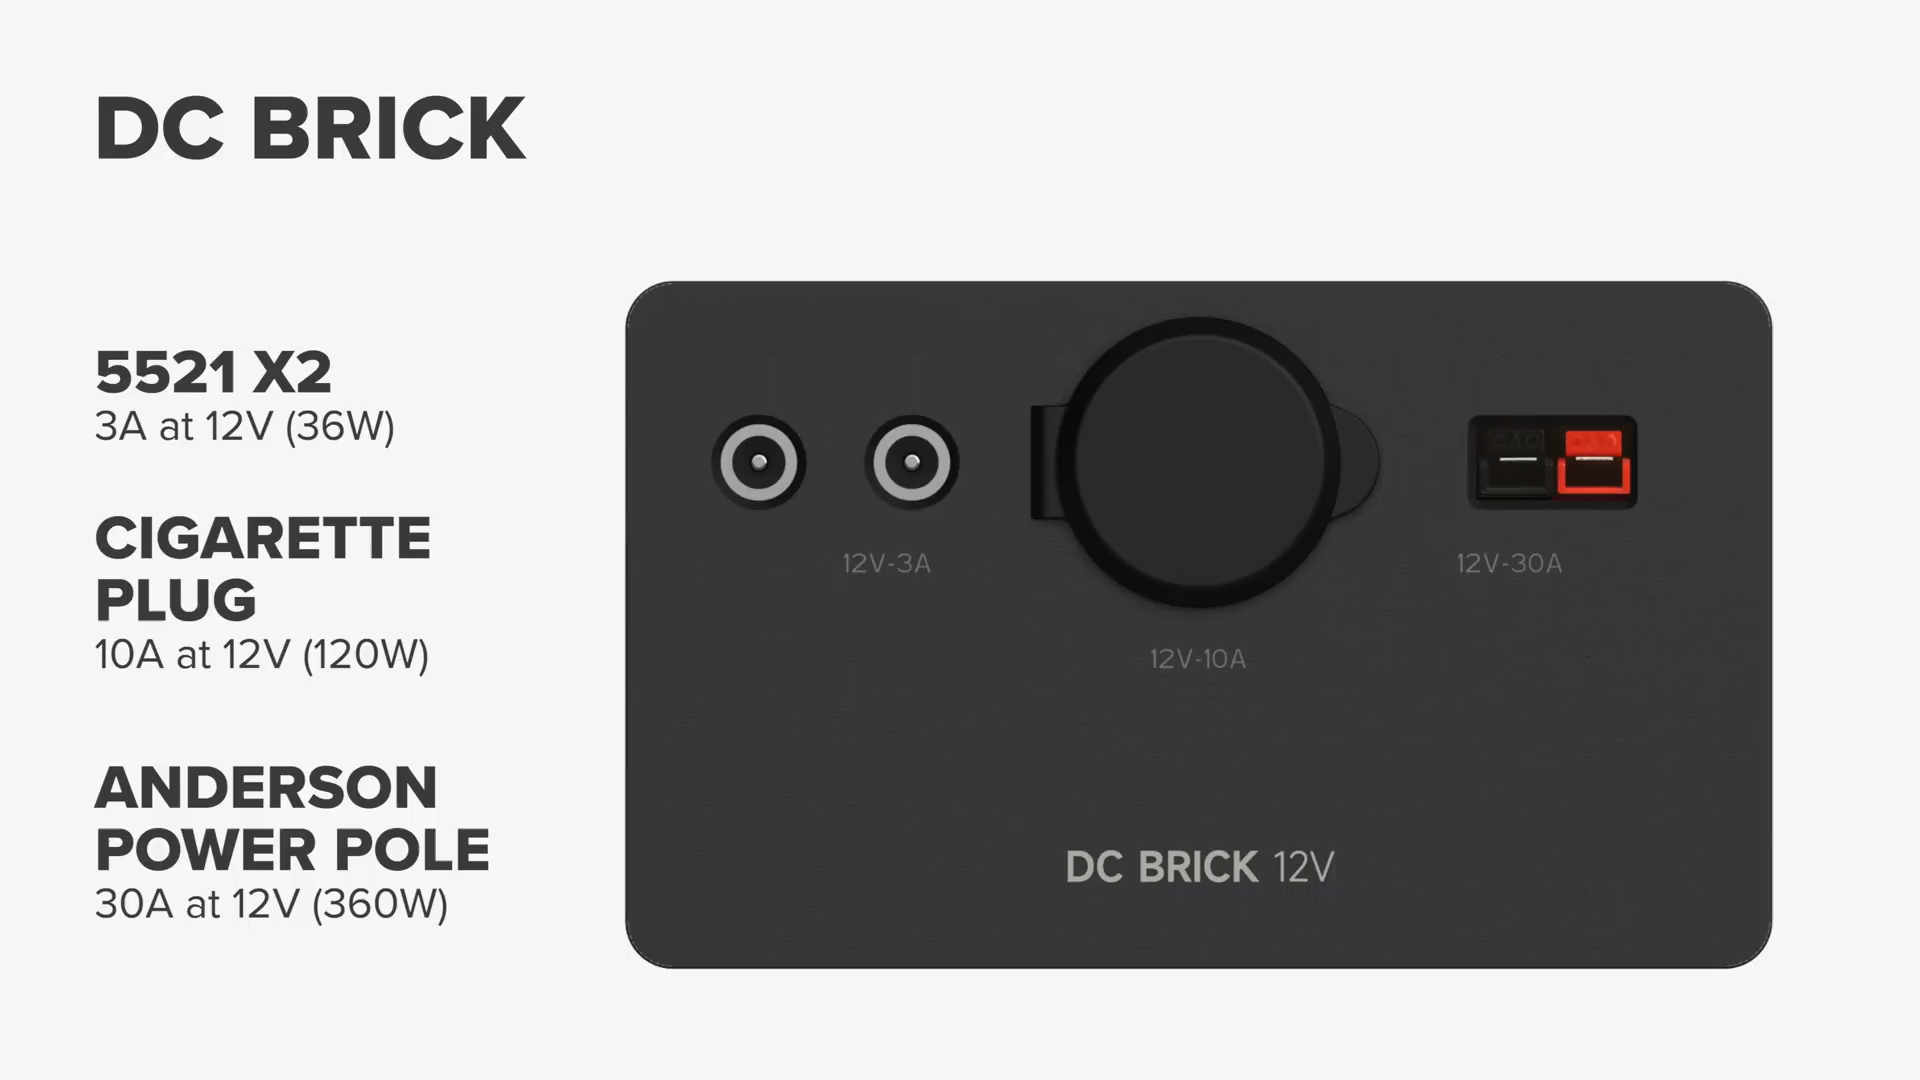 DC BRICK
5521 X2
3A at 12V (36W)
CIGARETTE
PLUG
10A at 12V (120W)
ANDERSON
POWER POLE
30A at 12V (360W)
12V-3A
12V-10A
12V-30A
DC BRICK 12V